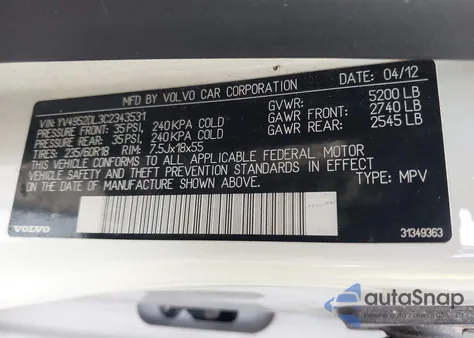 MFD BY VOLVO CAR CORPORATION DATE: 04/12
VIN: YV4952DL3C2343531 GVWR: 5200 LB
PRESSURE FRONT: 35PSI, 240KPA COLD GAWR FRONT: 2740 LB
PRESSURE REAR: 35PSI, 240KPA COLD GAWR REAR: 2545 LB
TIRES: 235/60R18 RIM: 7.5Jx18x55
THIS VEHICLE CONFORMS TO ALL APPLICABLE FEDERAL MOTOR
VEHICLE SAFETY AND THEFT PREVENTION STANDARDS IN EFFECT ON
THE DATE OF MANUFACTURE SHOWN ABOVE. TYPE: MPV
VOLVO 31349363
autoSnap